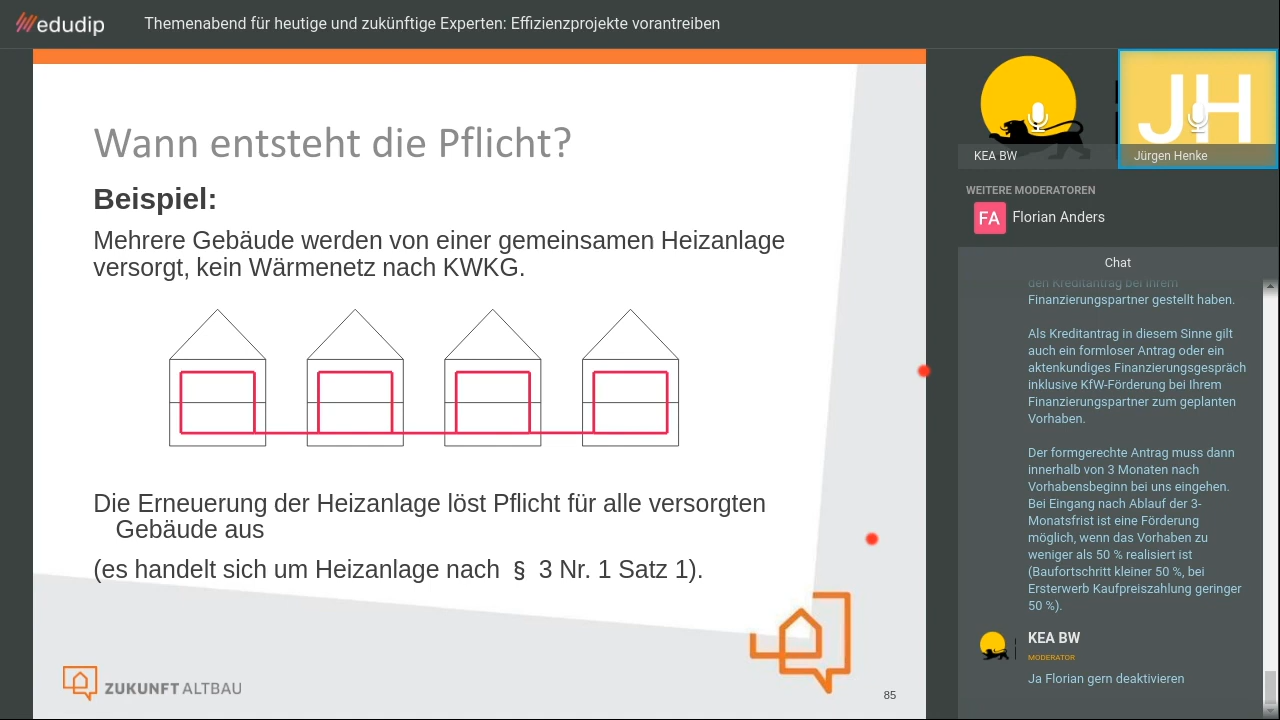 edudip
Themenabend für heutige und zukünftige Experten: Effizienzprojekte vorantreiben
Wann entsteht die Pflicht?
Beispiel:
Mehrere Gebäude werden von einer gemeinsamen Heizanlage
versorgt, kein Wärmenetz nach KWKG.
Die Erneuerung der Heizanlage löst Pflicht für alle versorgten
Gebäude aus
(es handelt sich um Heizanlage nach § 3 Nr. 1 Satz 1).
ZUKUNFT ALTBAU
85
JH
KEA BW
Jürgen Henke
WEITERE MODERATOREN
FA
Florian Anders
Chat
den Kreditantrag bei Ihrem
Finanzierungspartner gestellt haben.
Als Kreditantrag in diesem Sinne gilt
auch ein formloser Antrag oder ein
aktenkundiges Finanzierungsgespräch
inklusive KfW-Förderung bei Ihrem
Finanzierungspartner zum geplanten
Vorhaben.
Der formgerechte Antrag muss dann
innerhalb von 3 Monaten nach
Vorhabensbeginn bei uns eingehen.
Bei Eingang nach Ablauf der 3-
Monatsfrist ist eine Förderung
möglich, wenn das Vorhaben zu
weniger als 50 % realisiert ist
(Baufortschritt kleiner 50 %, bei
Ersterwerb Kaufpreiszahlung geringer
50 %).
KEA BW
MODERATOR
Ja Florian gern deaktivieren